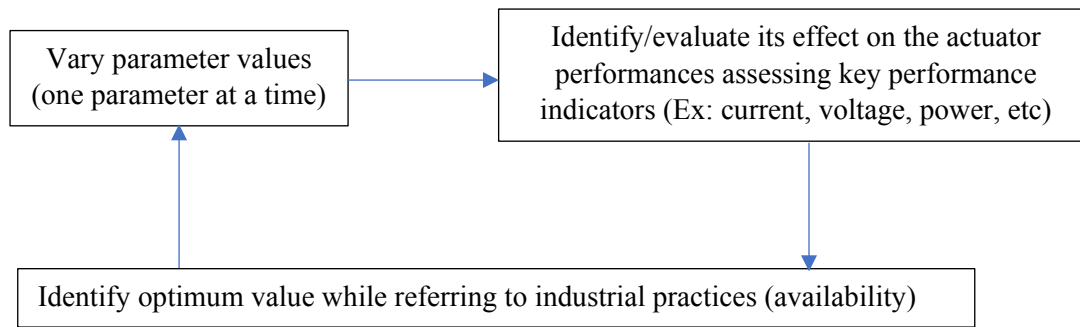 Vary parameter values
(one parameter at a time)
Identify/evaluate its effect on the actuator
performances assessing key performance
indicators (Ex: current, voltage, power, etc)
Identify optimum value while referring to industrial practices (availability)